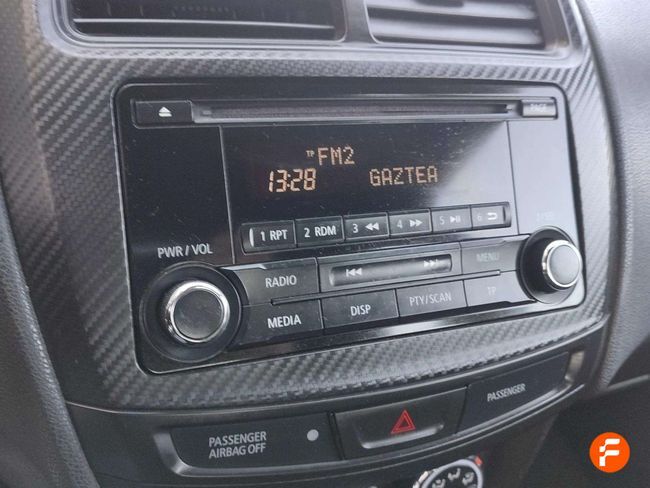 PAGE
TP FM2
13:28 GAZTEA
1 RPT 2 RDM 3 4 5 6
PWR / VOL
RADIO
MENU
MEDIA
DISP
PTY/SCAN
TP
PASSENGER
AIRBAG OFF
PASSENGER
F